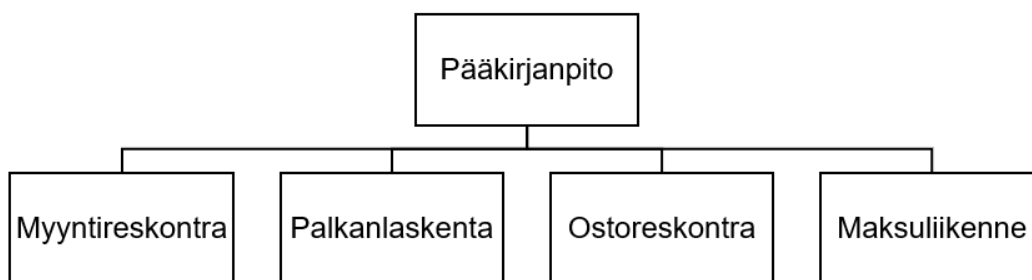 Pääkirjanpito
Myyntireskontra
Palkanlaskenta
Ostoreskontra
Maksuliikenne